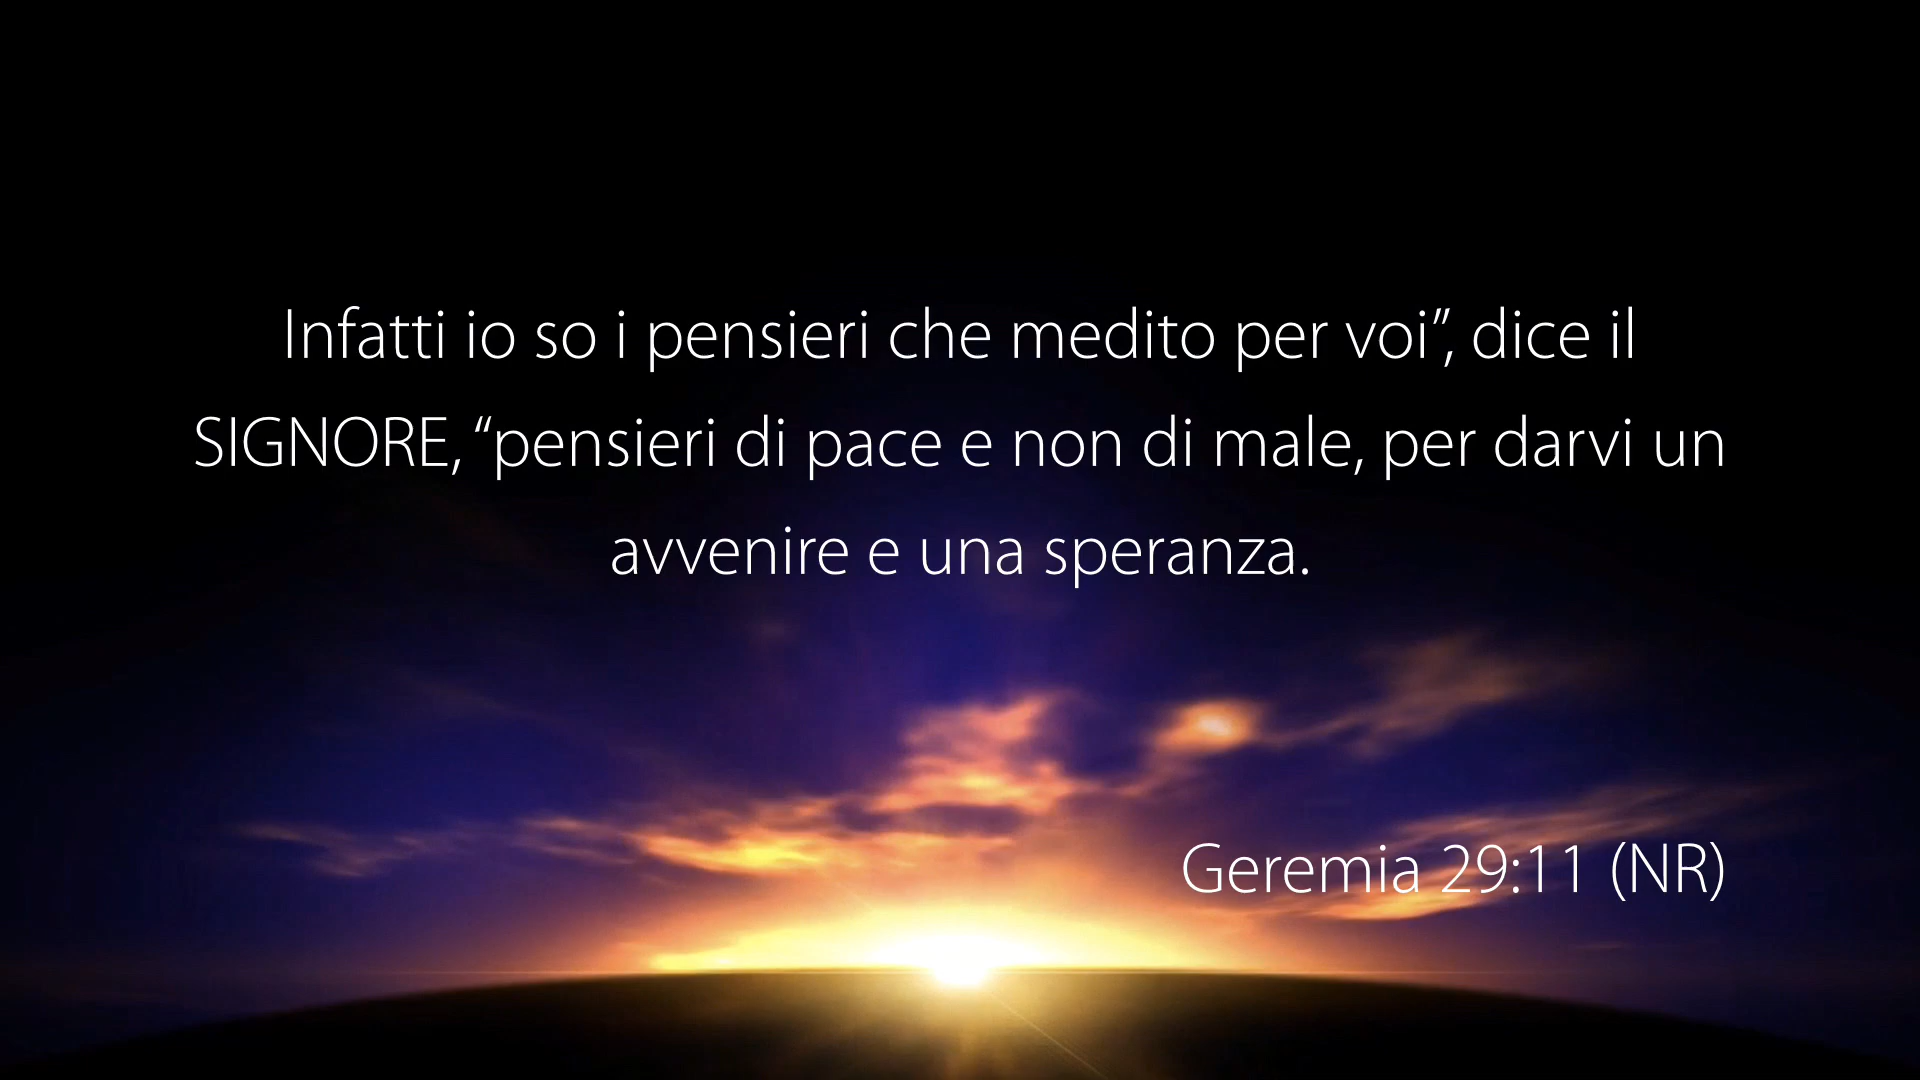 Infatti io so i pensieri che medito per voi”, dice il
SIGNORE, “pensieri di pace e non di male, per darvi un
avvenire e una speranza.
Geremia 29:11 (NR)